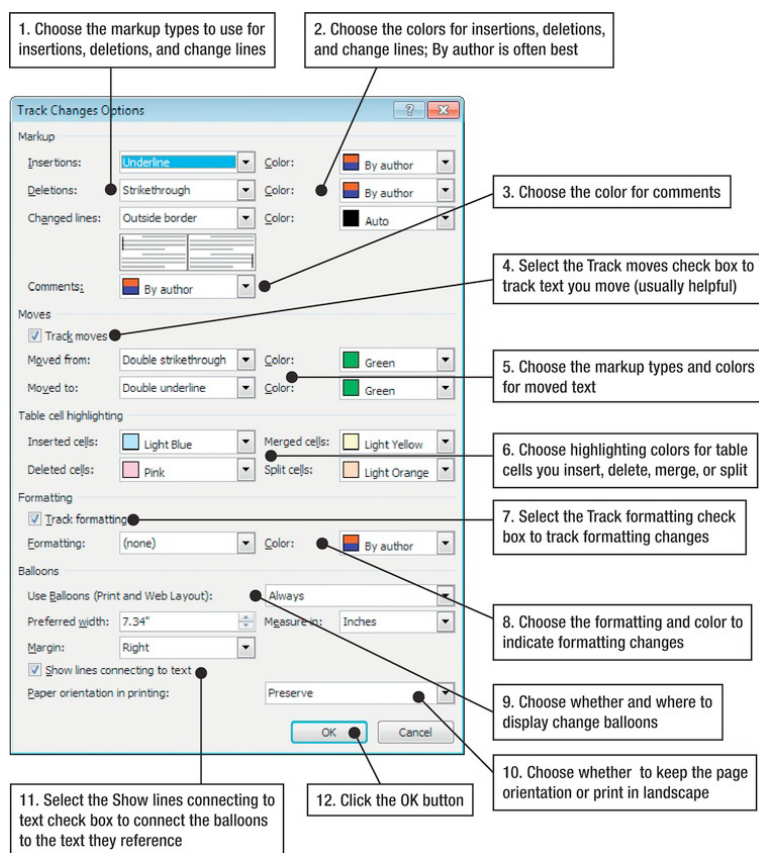 1. Choose the markup types to use for
insertions, deletions, and change lines
2. Choose the colors for insertions, deletions,
and change lines; By author is often best
Track Changes Options
Markup
Insertions: Underline Color: By author
Deletions: Strikethrough Color: By author
Changed lines: Outside border Color: Auto
Comments: By author
3. Choose the color for comments
4. Select the Track moves check box to
track text you move (usually helpful)
Moves
Track moves
Moved from: Double strikethrough Color: Green
Moved to: Double underline Color: Green
5. Choose the markup types and colors
for moved text
Table cell highlighting
Inserted cells: Light Blue Merged cells: Light Yellow
Deleted cells: Pink Split cells: Light Orange
6. Choose highlighting colors for table
cells you insert, delete, merge, or split
Formatting
Track formatting
Formatting: (none) Color: By author
7. Select the Track formatting check
box to track formatting changes
8. Choose the formatting and color to
indicate formatting changes
Balloons
Use Balloons (Print and Web Layout): Always
Preferred width: 7.34" Measure in: Inches
Margin: Right
Show lines connecting to text
Paper orientation in printing: Preserve
OK Cancel
9. Choose whether and where to
display change balloons
10. Choose whether to keep the page
orientation or print in landscape
11. Select the Show lines connecting to
text check box to connect the balloons
to the text they reference
12. Click the OK button